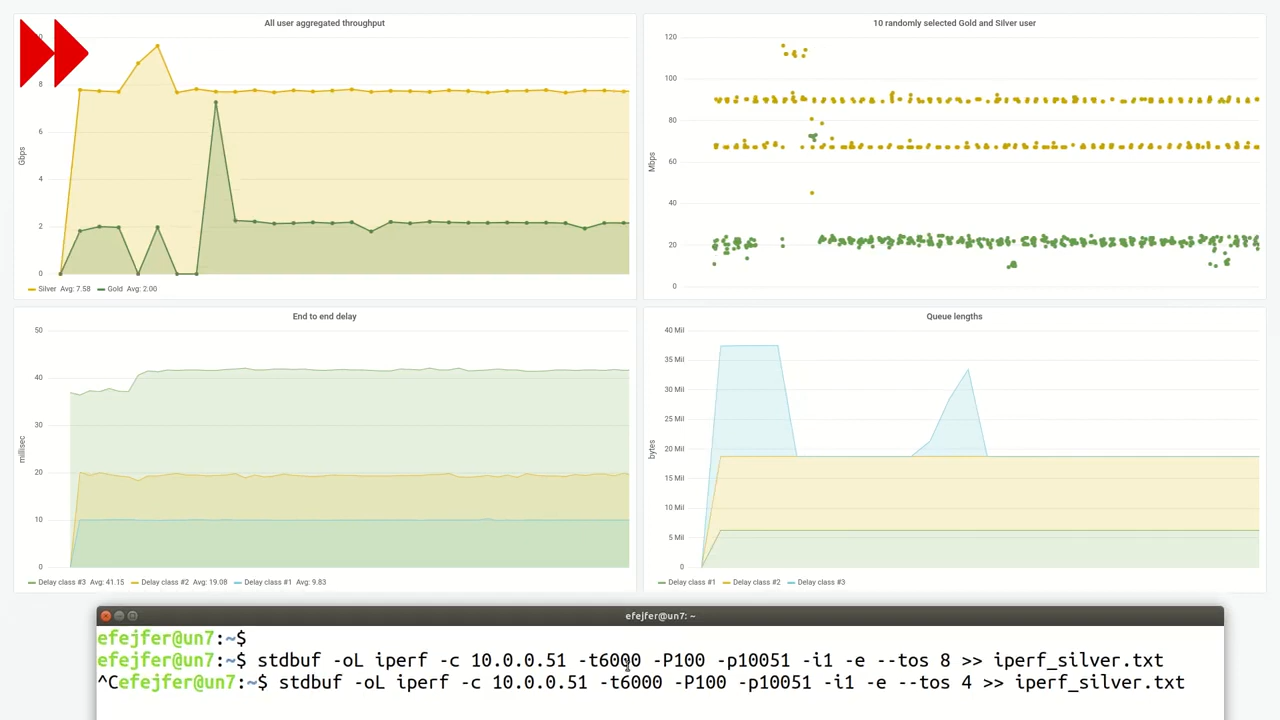 All user aggregated throughput
10
8
6
4
2
0
Gbps
Silver Avg: 7.58 Gold Avg: 2.00
10 randomly selected Gold and Silver user
120
100
80
60
40
20
0
Mbps
End to end delay
50
40
30
20
10
0
millisec
Delay class #3 Avg: 41.15 Delay class #2 Avg: 19.08 Delay class #1 Avg: 9.83
Queue lengths
40 Mil
35 Mil
30 Mil
25 Mil
20 Mil
15 Mil
10 Mil
5 Mil
0
bytes
Delay class #1 Delay class #2 Delay class #3
efejfer@un7: ~
efejfer@un7:~$
efejfer@un7:~$ stdbuf -oL iperf -c 10.0.0.51 -t6000 -P100 -p10051 -i1 -e --tos 8 >> iperf_silver.txt
^Cefejfer@un7:~$ stdbuf -oL iperf -c 10.0.0.51 -t6000 -P100 -p10051 -i1 -e --tos 4 >> iperf_silver.txt